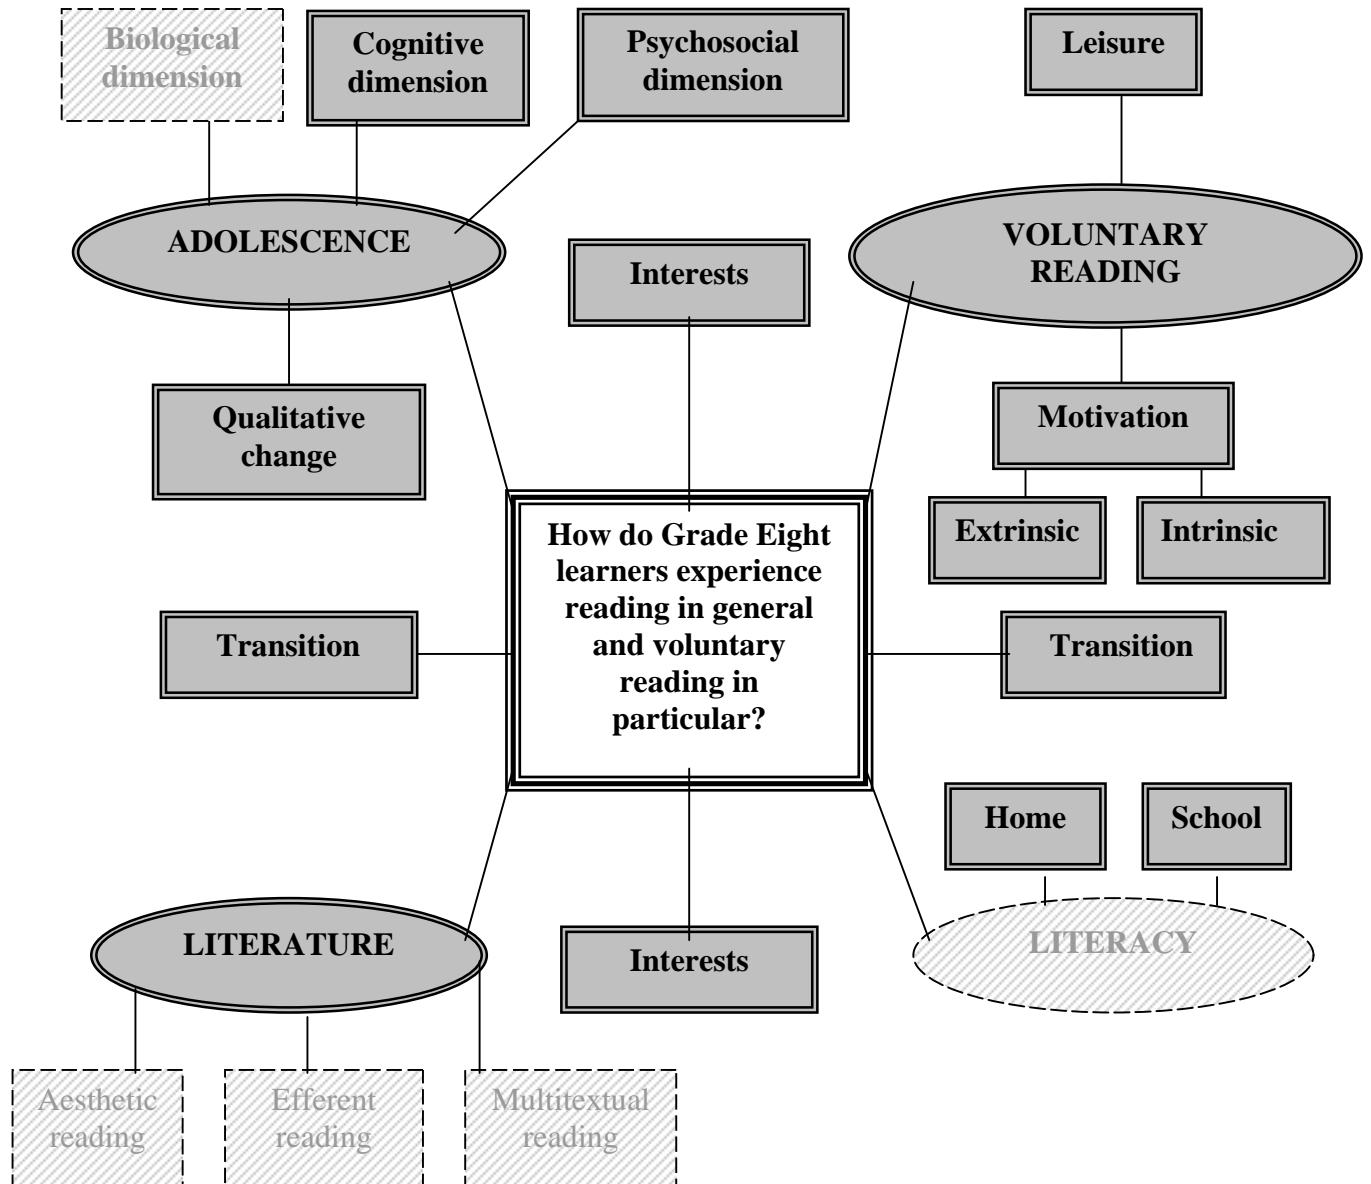 Biological
dimension
Cognitive
dimension
Psychosocial
dimension
Leisure
ADOLESCENCE
VOLUNTARY
READING
Interests
Qualitative
change
Motivation
Extrinsic
Intrinsic
How do Grade Eight
learners experience
reading in general
and voluntary
reading in
particular?
Transition
Transition
Home
School
LITERATURE
Interests
LITERACY
Aesthetic
reading
Efferent
reading
Multitextual
reading